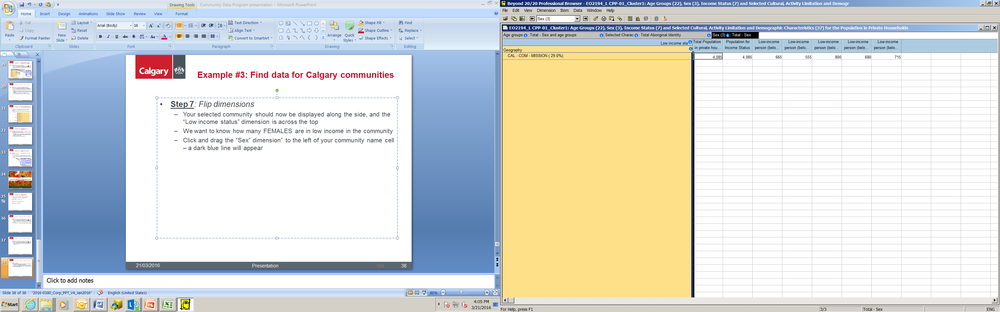 Drawing Tools
Community Data Program presentation - Microsoft PowerPoint
Home Insert Design Animations Slide Show Review View Format
Paste
Cut
Copy
Format Painter
Clipboard
New Slide
Layout
Reset
Delete
Slides
Arial (Body) 16
Font
Text Direction
Align Text
Convert to SmartArt
Paragraph
Arrange
Quick Styles
Shape Fill
Shape Outline
Shape Effects
Drawing
Find
Replace
Select
Editing
29
30
31
32
33
34
35
36
37
38
Calgary
Example #3: Find data for Calgary communities
• Step 7: Flip dimensions
– Your selected community should now be displayed along the side, and the
“Low income status” dimension is across the top
– We want to know how many FEMALES are in low income in the community
– Click and drag the “Sex” dimension” to the left of your community name cell
– a dark blue line will appear
21/03/2016 Presentation V04 38
Click to add notes
Slide 38 of 38 "2016-0180_Corp_PPT_V4_Jan2016" English (United States) 80%
Start
4:05 PM
3/21/2016
Beyond 20/20 Professional Browser - EO2194_L CPP-01_Cluster1: Age Groups (22), Sex (3), Income Status (7) and Selected Cultural, Activity Limitation and Demogr
File Edit View Dimension Item Data Window Help
Sex (3)
EO2194_L CPP-01_Cluster1: Age Groups (22), Sex (3), Income Status (7) and Selected Cultural, Activity Limitation and Demographic Characteristics (37) for the Population in Private Households
Age groups : Total - Sex and age groups Selected Charac : Total Aboriginal Identity Sex (3) : Total - Sex
Low income sta
Total Population in private hou...
Population for Income Status
Low-income person (belo...
Low-income person (belo...
Low-income person (belo...
Low-income person (belo...
Low-income person (belo...
Geography
CAL - COM - MISSION ( 29.0%) 4,085 4,085 665 555 800 680 715
For Help, press F1 3/3 Total - Sex ENG